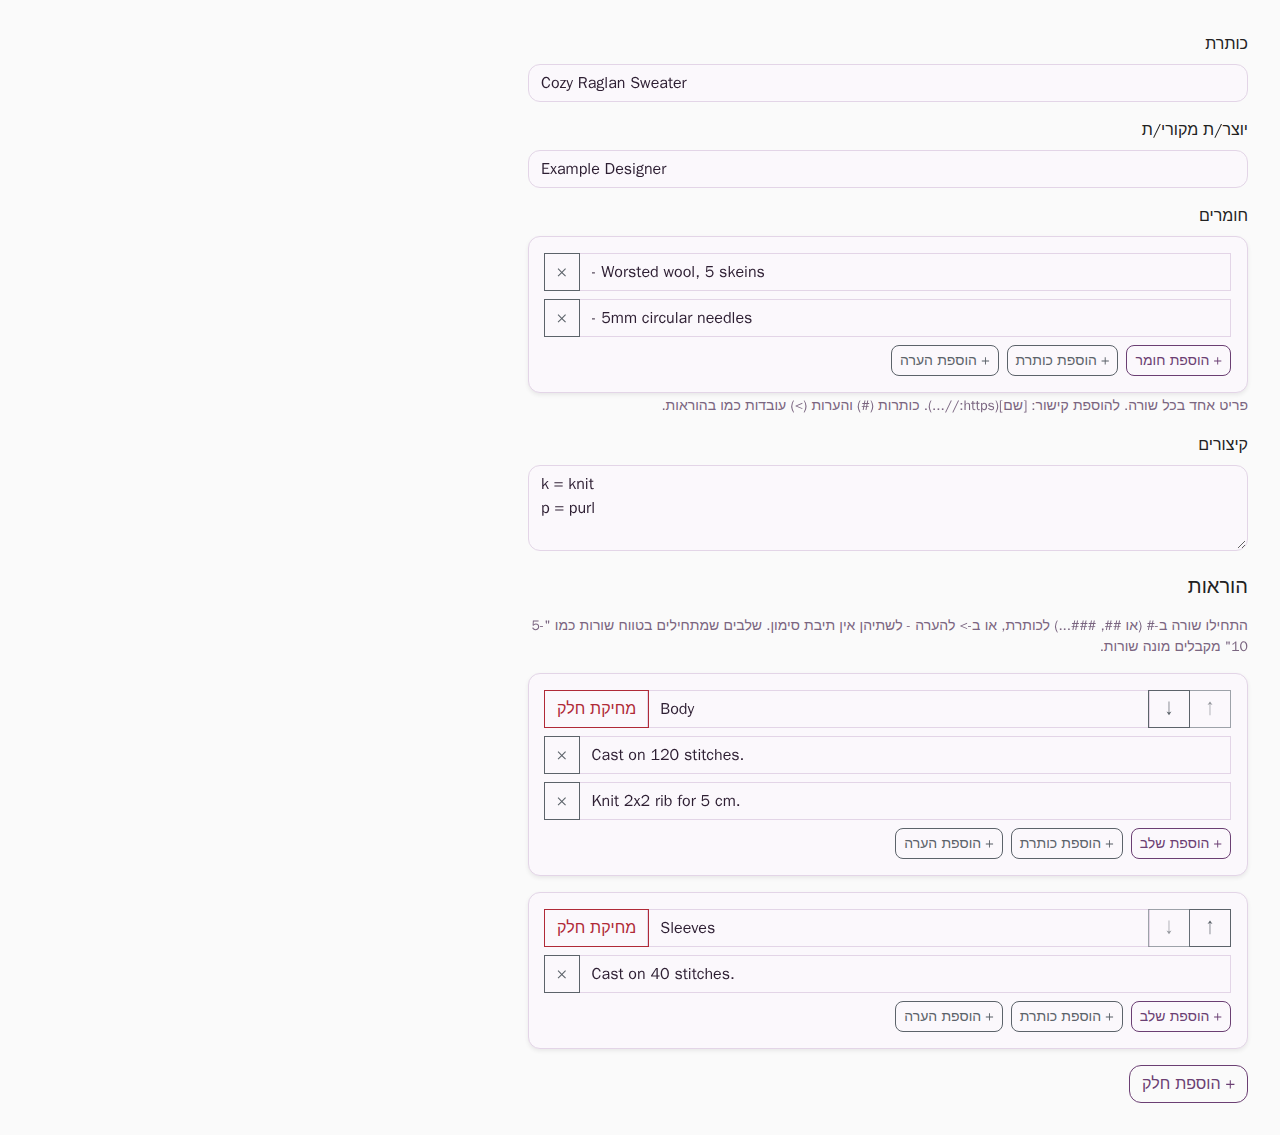 כותרת
Cozy Raglan Sweater
יוצר/ת מקורי/ת
Example Designer
חומרים
- Worsted wool, 5 skeins ×
- 5mm circular needles ×
+ הוספת חומר + הוספת כותרת + הוספת הערה
פריט אחד בכל שורה. להוספת קישור: [שם](https://...). כותרות (#) והערות (>) עובדות כמו בהוראות.
קיצורים
k = knit
p = purl
הוראות
התחילו שורה ב-# (או ##, ###...) לכותרת, או ב-> להערה - לשתיהן אין תיבת סימון. שלבים שמתחילים בטווח שורות כמו "5-
10" מקבלים מונה שורות.
↑ ↓ Body מחיקת חלק
Cast on 120 stitches. ×
Knit 2x2 rib for 5 cm. ×
+ הוספת שלב + הוספת כותרת + הוספת הערה
↑ ↓ Sleeves מחיקת חלק
Cast on 40 stitches. ×
+ הוספת שלב + הוספת כותרת + הוספת הערה
+ הוספת חלק